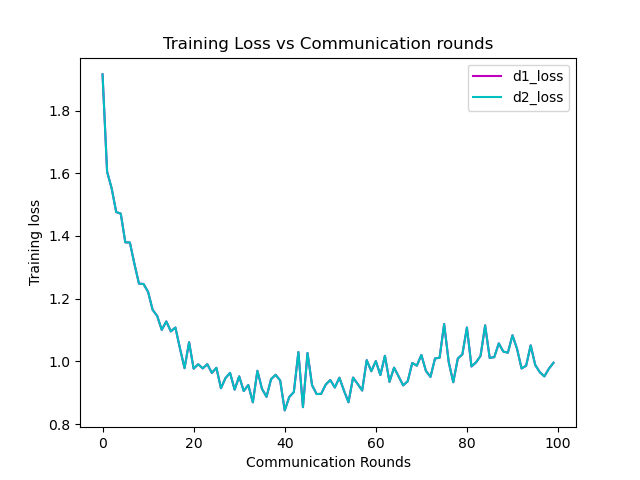 Training Loss vs Communication rounds
d1_loss
d2_loss
Training loss
1.8
1.6
1.4
1.2
1.0
0.8
0 20 40 60 80 100
Communication Rounds